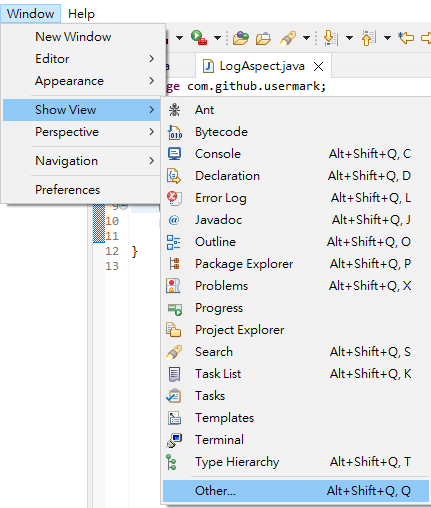 Window Help
New Window
Editor
Appearance
Show View
Perspective
Navigation
Preferences
LogAspect.java
com.github.usermark;
Ant
Bytecode
Console Alt+Shift+Q, C
Declaration Alt+Shift+Q, D
Error Log Alt+Shift+Q, L
Javadoc Alt+Shift+Q, J
Outline Alt+Shift+Q, O
Package Explorer Alt+Shift+Q, P
Problems Alt+Shift+Q, X
Progress
Project Explorer
Search Alt+Shift+Q, S
Task List Alt+Shift+Q, K
Tasks
Templates
Terminal
Type Hierarchy Alt+Shift+Q, T
Other... Alt+Shift+Q, Q
9
10
11
12 }
13